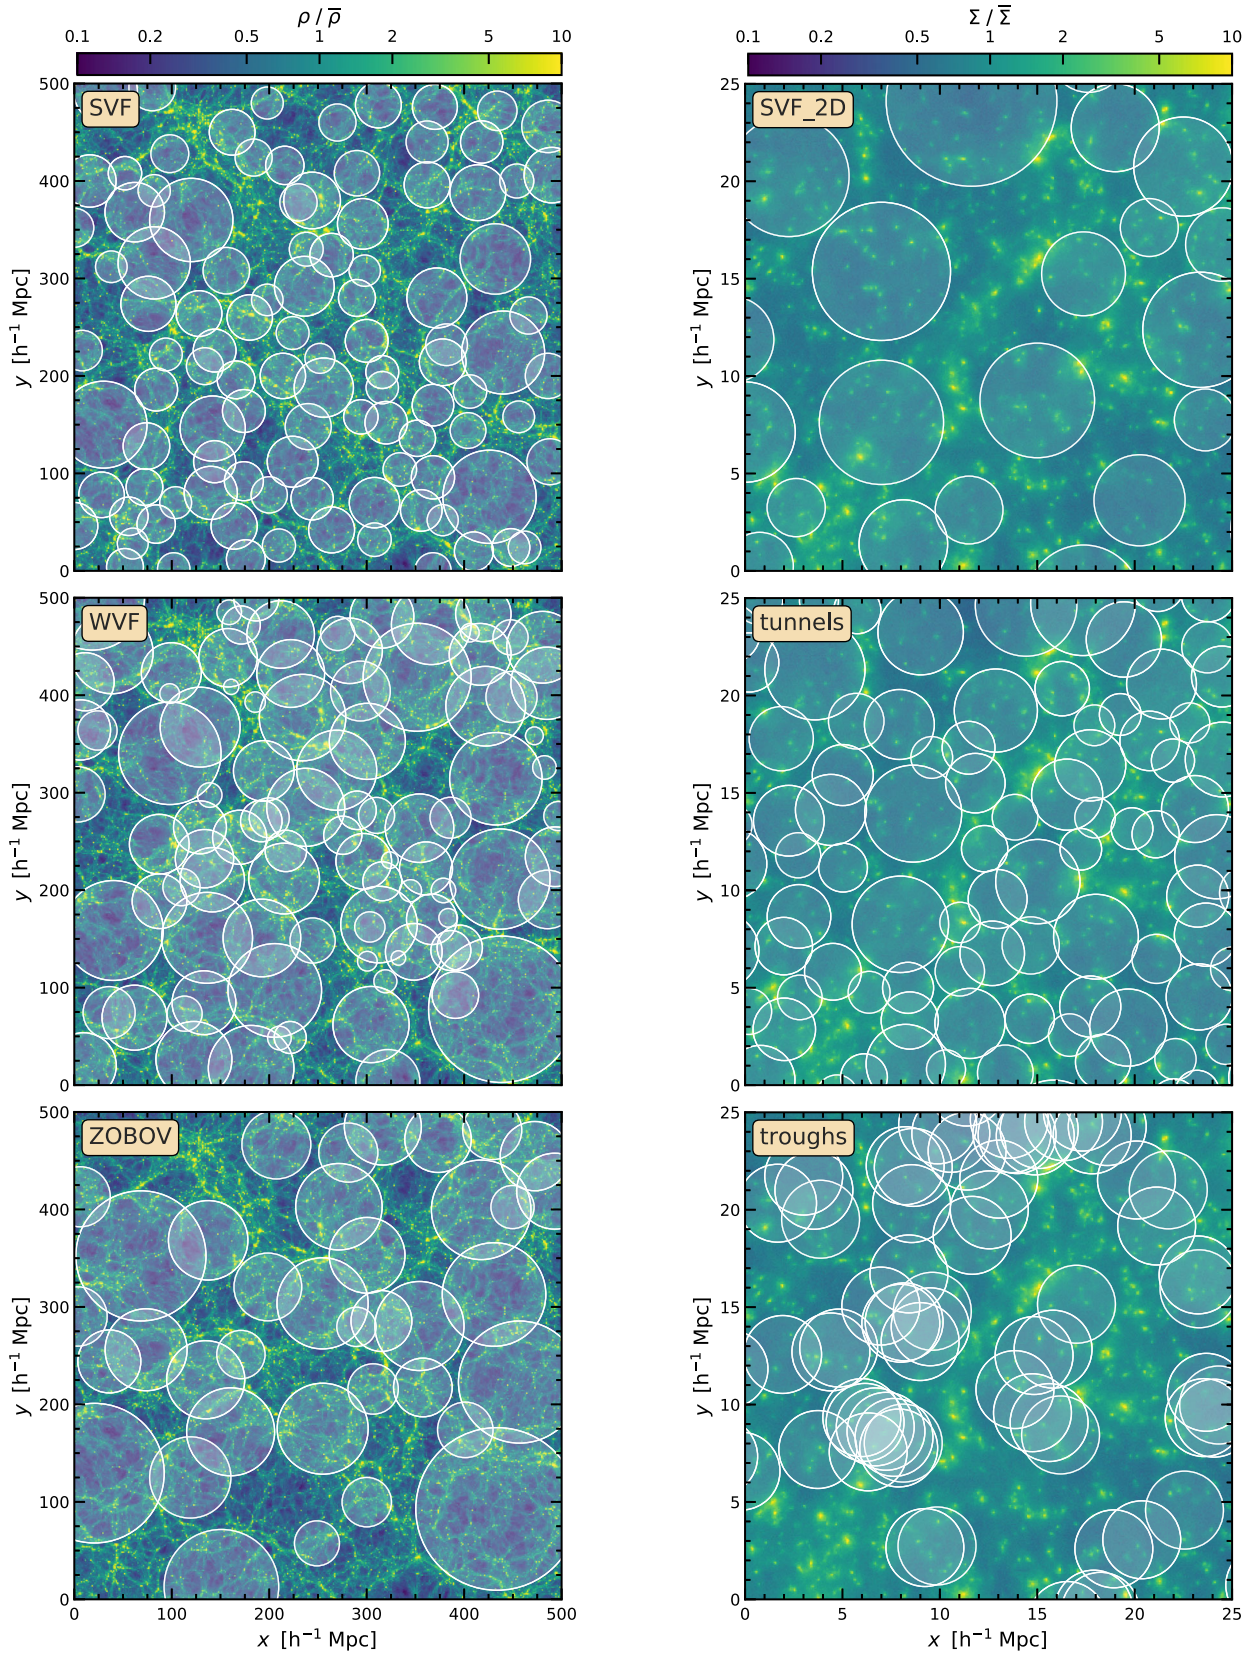 ρ / ρ̅
0.1 0.2 0.5 1 2 5 10
Σ / Σ̅
0.1 0.2 0.5 1 2 5 10
SVF
500
400
300
200
100
0
y [h⁻¹ Mpc]
SVF_2D
25
20
15
10
5
0
y [h⁻¹ Mpc]
WVF
500
400
300
200
100
0
y [h⁻¹ Mpc]
tunnels
25
20
15
10
5
0
y [h⁻¹ Mpc]
ZOBOV
500
400
300
200
100
0
y [h⁻¹ Mpc]
0 100 200 300 400 500
x [h⁻¹ Mpc]
troughs
25
20
15
10
5
0
y [h⁻¹ Mpc]
0 5 10 15 20 25
x [h⁻¹ Mpc]